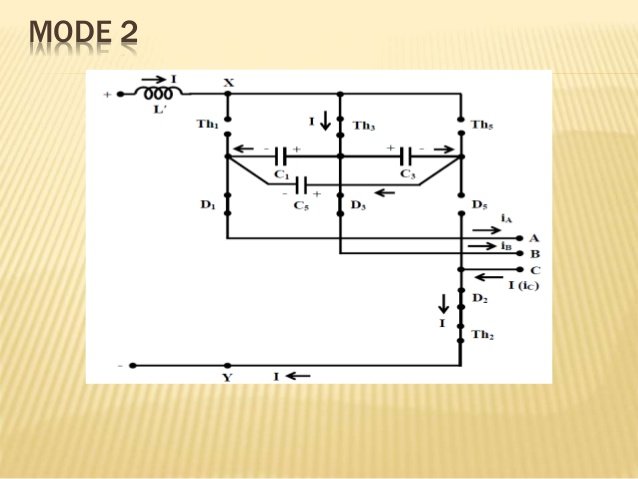 MODE 2
I
X
+
L'
Th₁
I
Th₃
Th₅
- +
+ -
C₁
C₃
- +
D₁
C₅
D₃
D₅
iA
A
iB
B
C
I (iC)
D₂
I
Th₂
-
Y
I